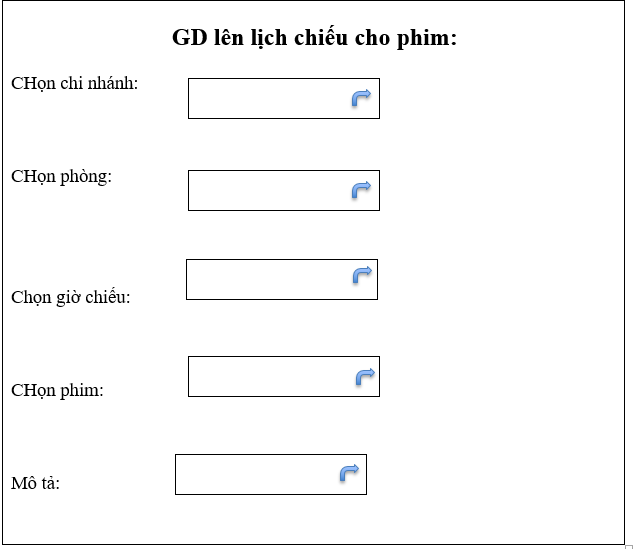 GD lên lịch chiếu cho phim:
CHọn chi nhánh:
CHọn phòng:
Chọn giờ chiếu:
CHọn phim:
Mô tả: